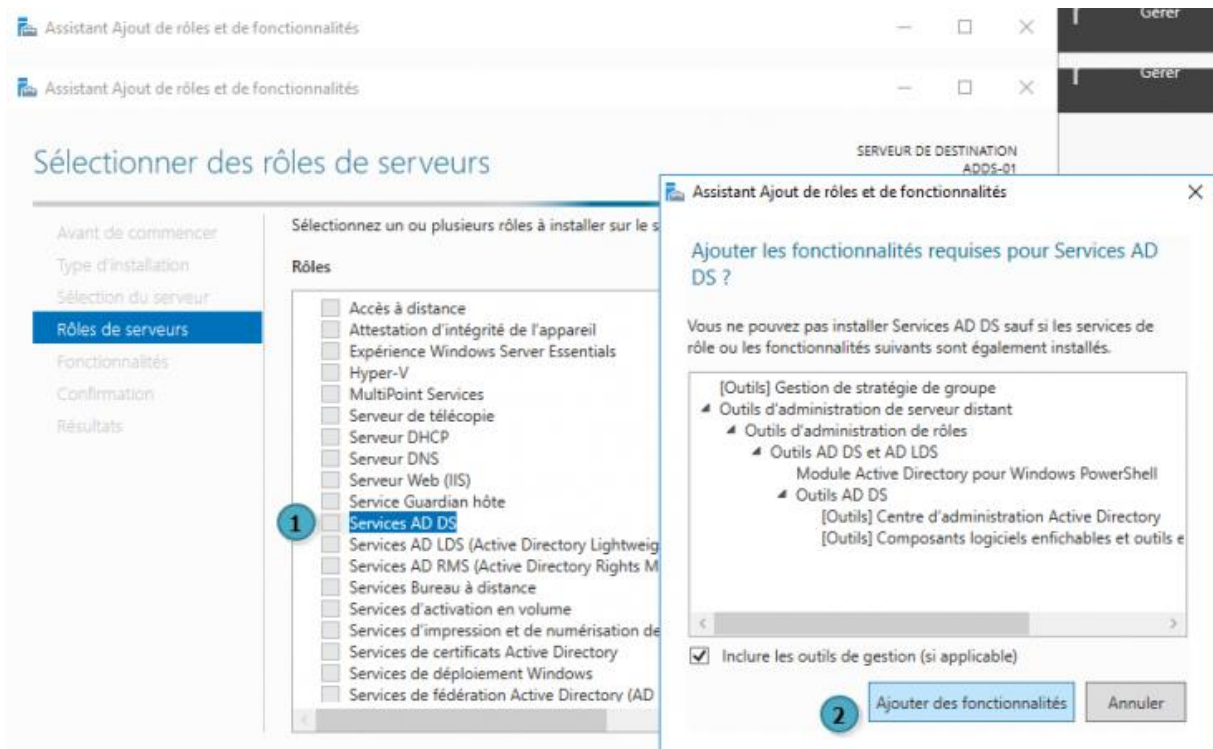 Assistant Ajout de rôles et de fonctionnalités
Gérer
Assistant Ajout de rôles et de fonctionnalités
Gérer
Sélectionner des rôles de serveurs
SERVEUR DE DESTINATION
ADDS-01
Avant de commencer
Type d'installation
Sélection du serveur
Rôles de serveurs
Fonctionnalités
Confirmation
Résultats
Sélectionnez un ou plusieurs rôles à installer sur le s
Rôles
Accès à distance
Attestation d'intégrité de l'appareil
Expérience Windows Server Essentials
Hyper-V
MultiPoint Services
Serveur de télécopie
Serveur DHCP
Serveur DNS
Serveur Web (IIS)
Service Guardian hôte
1 Services AD DS
Services AD LDS (Active Directory Lightweig
Services AD RMS (Active Directory Rights M
Services Bureau à distance
Services d'activation en volume
Services d'impression et de numérisation de
Services de certificats Active Directory
Services de déploiement Windows
Services de fédération Active Directory (AD
Assistant Ajout de rôles et de fonctionnalités
Ajouter les fonctionnalités requises pour Services AD
DS ?
Vous ne pouvez pas installer Services AD DS sauf si les services de
rôle ou les fonctionnalités suivants sont également installés.
[Outils] Gestion de stratégie de groupe
Outils d'administration de serveur distant
Outils d'administration de rôles
Outils AD DS et AD LDS
Module Active Directory pour Windows PowerShell
Outils AD DS
[Outils] Centre d'administration Active Directory
[Outils] Composants logiciels enfichables et outils e
Inclure les outils de gestion (si applicable)
2 Ajouter des fonctionnalités Annuler